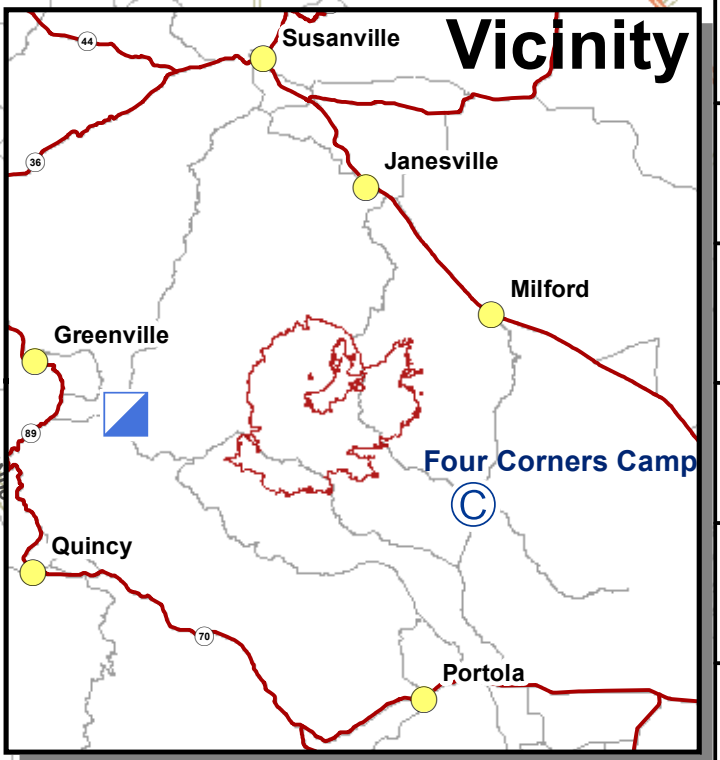 Vicinity
Susanville
44
36
Janesville
Milford
Greenville
89
Four Corners Camp
C
Quincy
70
Portola